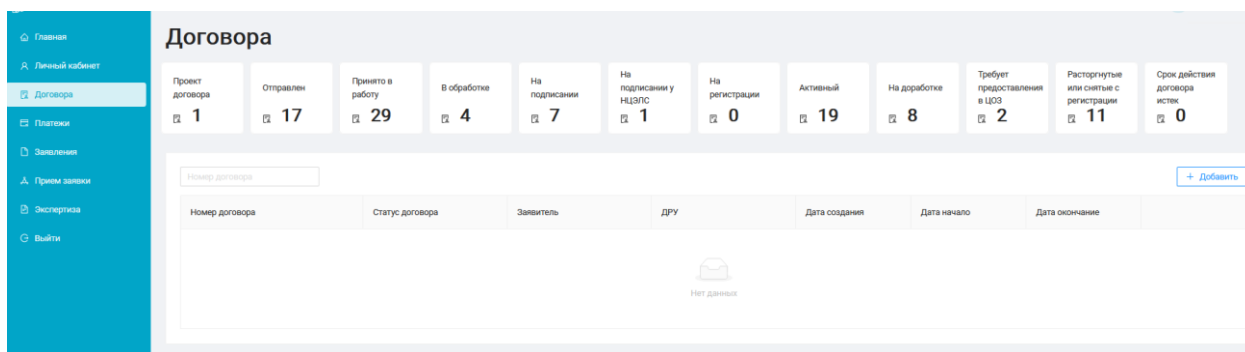 Главная
Личный кабинет
Договора
Платежи
Заявления
Прием заявки
Экспертиза
Выйти
Договора
Проект
договора
1
Отправлен
17
Принято в
работу
29
В обработке
4
На
подписании
7
На
подписании у
НЦЭЛС
1
На
регистрации
0
Активный
19
На доработке
8
Требует
предоставления
в ЦОЗ
2
Расторгнутые
или снятые с
регистрации
11
Срок действия
договора
истек
0
Номер договора
+ Добавить
Номер договора Статус договора Заявитель ДРУ Дата создания Дата начало Дата окончание
Нет данных